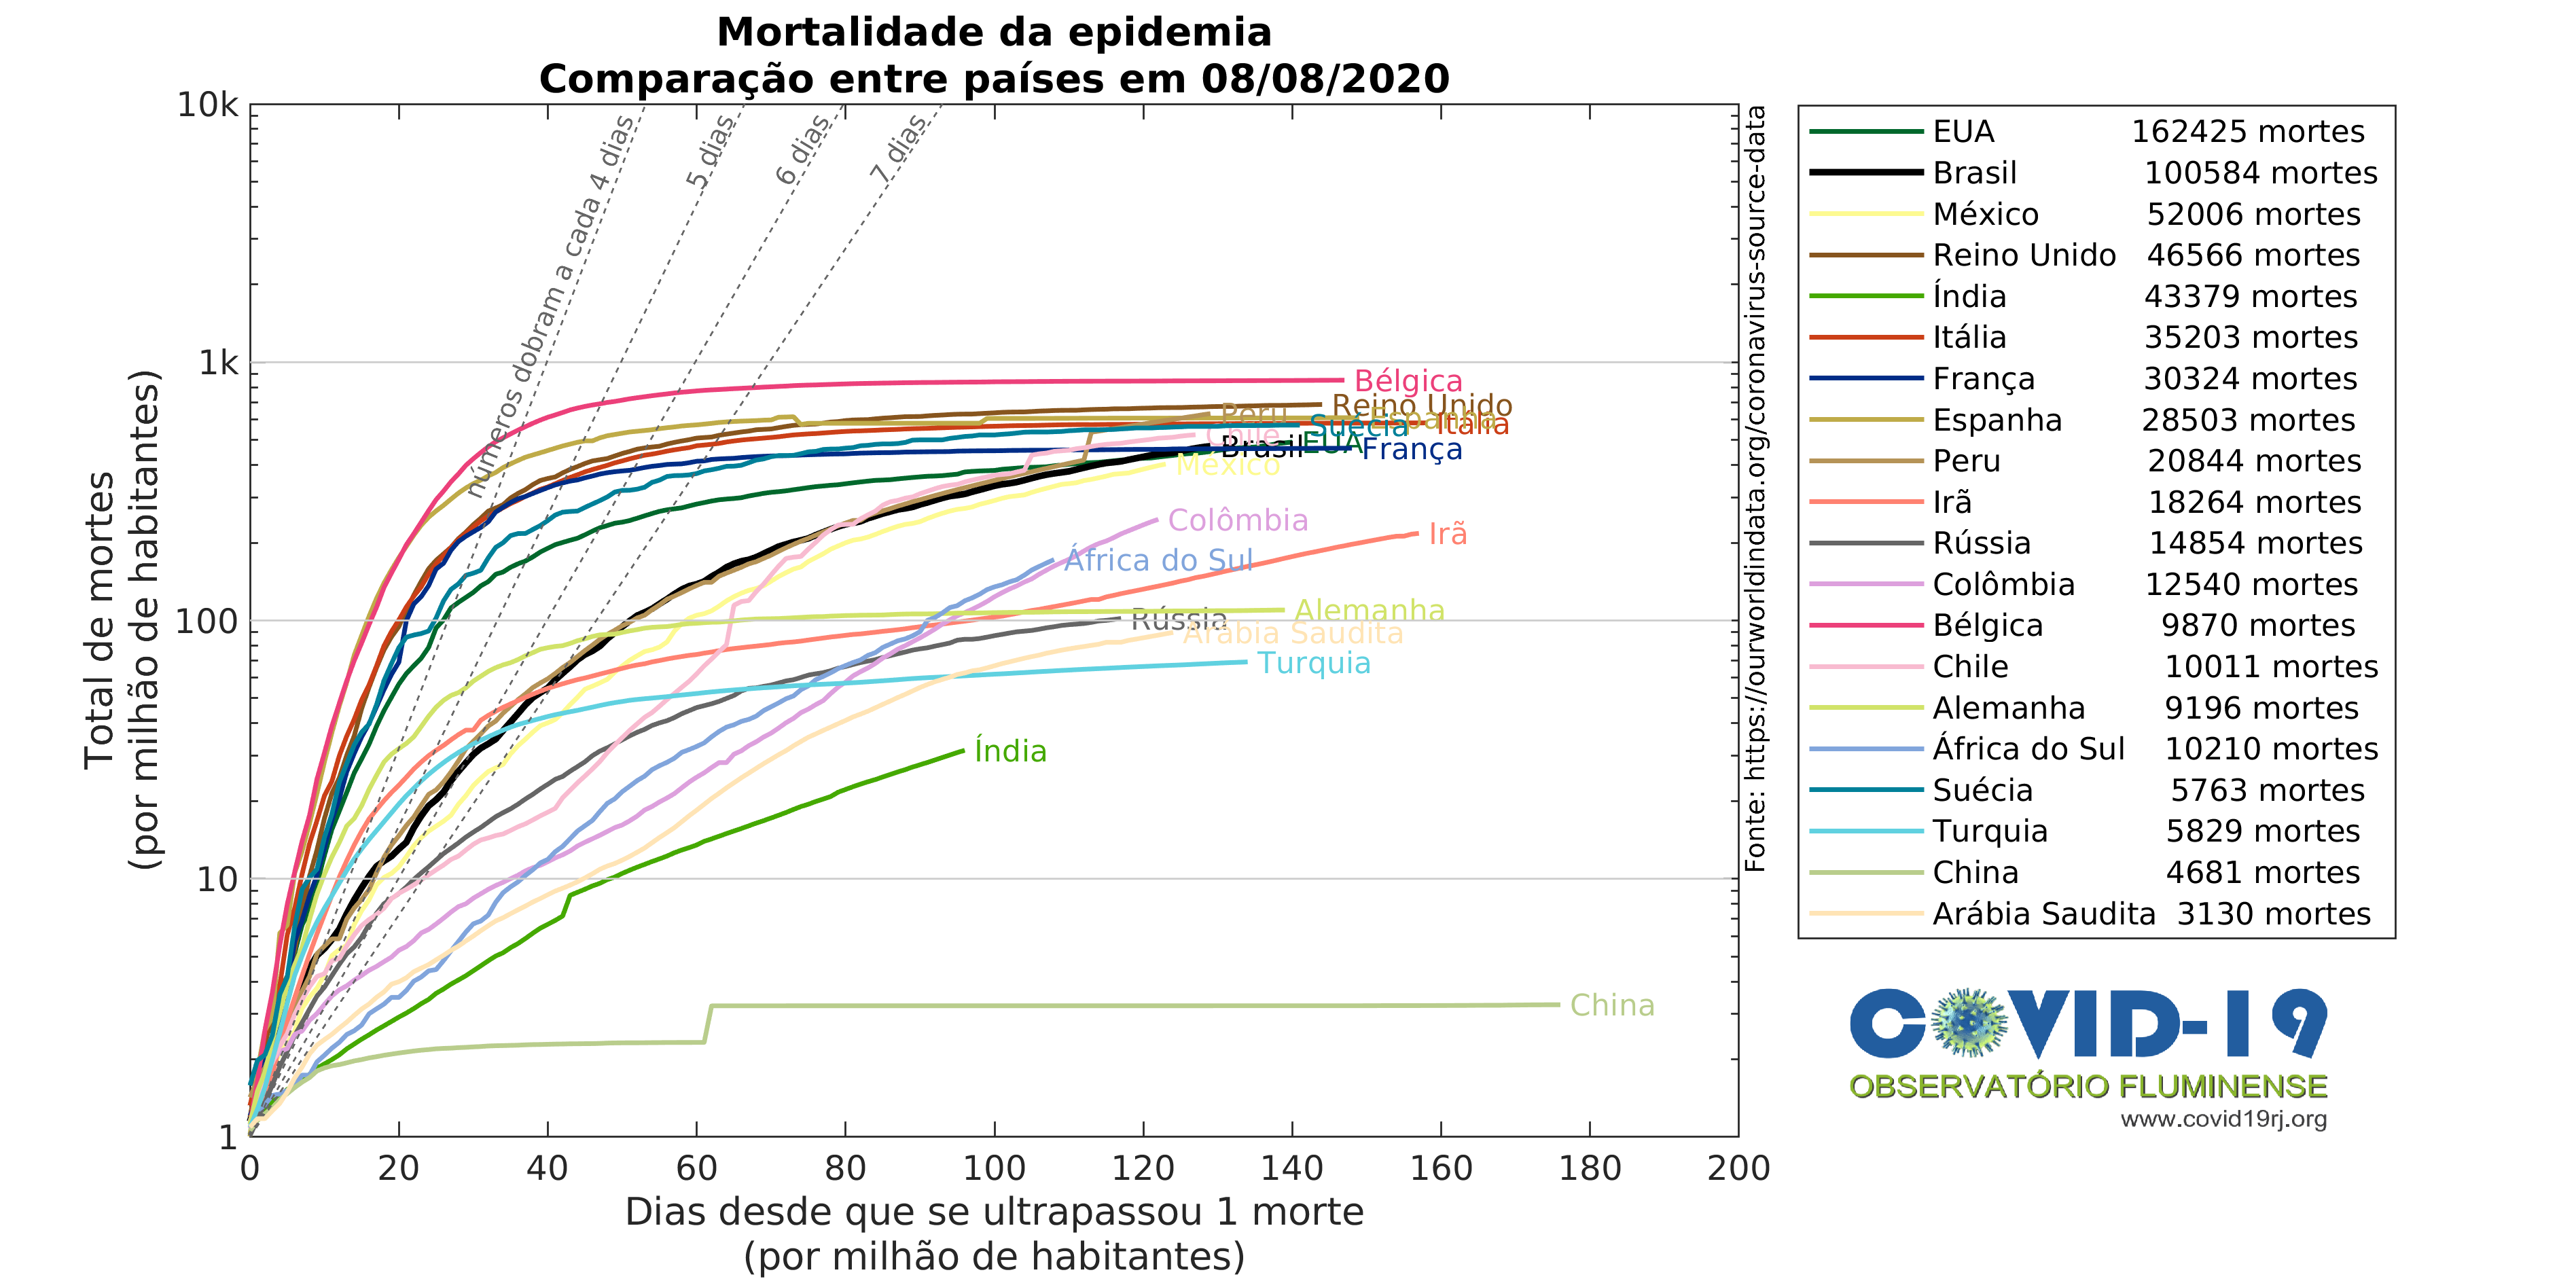 Mortalidade da epidemia
Comparação entre países em 08/08/2020
Total de mortes
(por milhão de habitantes)
10k
1k
100
10
1
números dobram a cada 4 dias
5 dias
6 dias
7 dias
Bélgica
Reino Unido
Peru
Espanha
Itália
Suécia
Chile
EUA
Brasil
França
México
Colômbia
Irã
África do Sul
Alemanha
Rússia
Arábia Saudita
Turquia
Índia
China
0 20 40 60 80 100 120 140 160 180 200
Dias desde que se ultrapassou 1 morte
(por milhão de habitantes)
Fonte: https://ourworldindata.org/coronavirus-source-data
EUA 162425 mortes
Brasil 100584 mortes
México 52006 mortes
Reino Unido 46566 mortes
Índia 43379 mortes
Itália 35203 mortes
França 30324 mortes
Espanha 28503 mortes
Peru 20844 mortes
Irã 18264 mortes
Rússia 14854 mortes
Colômbia 12540 mortes
Bélgica 9870 mortes
Chile 10011 mortes
Alemanha 9196 mortes
África do Sul 10210 mortes
Suécia 5763 mortes
Turquia 5829 mortes
China 4681 mortes
Arábia Saudita 3130 mortes
COVID-19
OBSERVATÓRIO FLUMINENSE
www.covid19rj.org